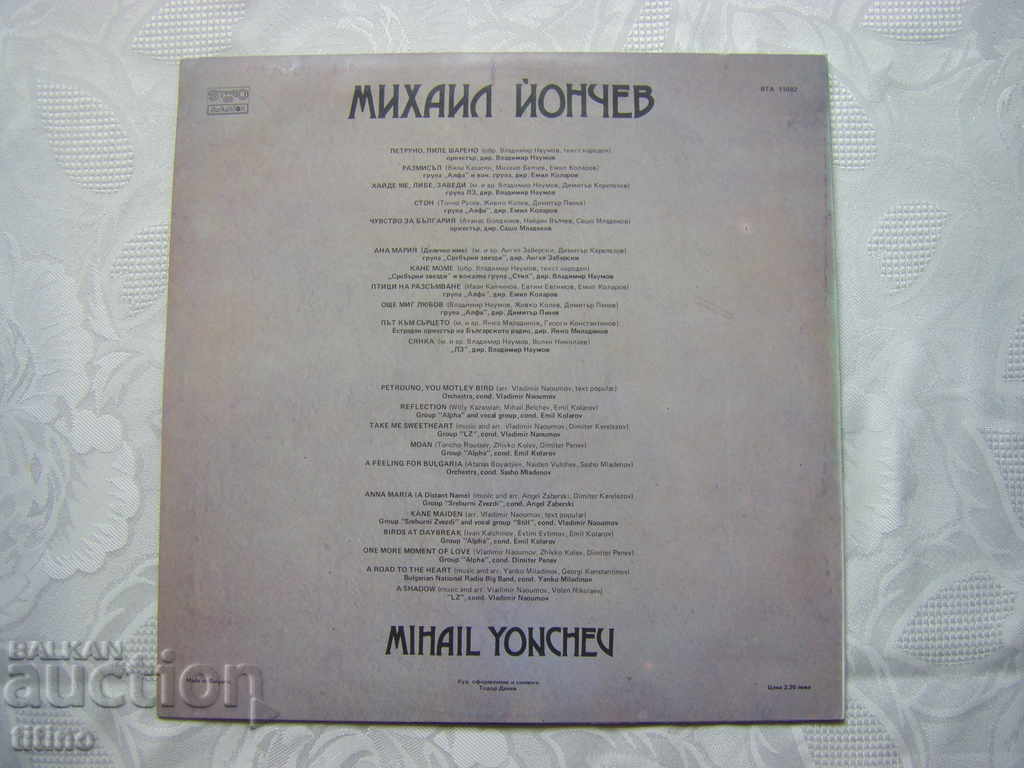 STEREO
Balkanton
МИХАИЛ ЙОНЧЕВ
ВТА 11082
ПЕТРУНО, ПИЛЕ ШАРЕНО (обр. Владимир Наумов, текст народен)
оркестър, дир. Владимир Наумов
РАЗМИСЪЛ (Вили Казасян, Михаил Белчев, Емил Коларов)
група „Алфа" и вок. група, дир. Емил Коларов
ХАЙДЕ МЕ, ЛИБЕ, ЗАВЕДИ (м. и ар. Владимир Наумов, Димитър Керелезов)
група ЛЗ, дир. Владимир Наумов
СТОН (Тончо Русев, Живко Колев, Димитър Пенев)
група „Алфа", дир. Емил Коларов
ЧУВСТВО ЗА БЪЛГАРИЯ (Атанас Бояджиев, Найден Вълчев, Сашо Младенов)
оркестър, дир. Сашо Младенов
АНА МАРИЯ (Далечно име) (м. и ар. Ангел Заберски, Димитър Керелезов)
група „Сребърни звезди", дир. Ангел Заберски
КАНЕ МОМЕ (обр. Владимир Наумов, текст народен)
„Сребърни звезди" и вокална група „Стил", дир. Владимир Наумов
ПТИЦИ НА РАЗСЪМВАНЕ (Иван Калчинов, Евтим Евтимов, Емил Коларов)
група „Алфа", дир. Емил Коларов
ОЩЕ МИГ ЛЮБОВ (Владимир Наумов, Живко Колев, Димитър Пенев)
група „Алфа", дир. Димитър Пенев
ПЪТ КЪМ СЪРЦЕТО (м. и ар. Янко Миладинов, Георги Константинов)
Естраден оркестър на Българското радио, дир. Янко Миладинов
СЯНКА (м. и ар. Владимир Наумов, Волен Николаев)
„ЛЗ", дир. Владимир Наумов
PETROUNO, YOU MOTLEY BIRD (arr. Vladimir Naoumov, text popular)
Orchestra, cond. Vladimir Naoumov
REFLECTION (Willy Kazassian, Mihail Belchev, Emil Kolarov)
Group "Alpha" and vocal group, cond. Emil Kolarov
TAKE ME SWEETHEART (music and arr. Vladimir Naoumov, Dimiter Kerelezov)
Group "LZ", cond. Vladimir Naoumov
MOAN (Toncho Roussev, Zhivko Kolev, Dimiter Penev)
Group "Alpha", cond. Emil Kolarov
A FEELING FOR BULGARIA (Atanas Boyadjiev, Naiden Vulchev, Sasho Mladenov)
Orchestra, cond. Sasho Mladenov
ANNA MARIA (A Distant Name) (music and arr. Angel Zaberski, Dimiter Kerelezov)
Group "Sreburni Zvezdi", cond. Angel Zaberski
KANE MAIDEN (arr. Vladimir Naoumov, text popular)
Group "Sreburni Zvezdi" and vocal group "Still", cond. Vladimir Naoumov
BIRDS AT DAYBREAK (Ivan Kalchinov, Evtim Evtimov, Emil Kolarov)
Group "Alpha", cond. Emil Kolarov
ONE MORE MOMENT OF LOVE (Vladimir Naoumov, Zhivko Kolev, Dimiter Penev)
Group "Alpha", cond. Dimiter Penev
A ROAD TO THE HEART (music and arr. Yanko Miladinov, Georgi Konstantinov)
Bulgarian National Radio Big Band, cond. Yanko Miladinov
A SHADOW (music and arr. Vladimir Naoumov, Volen Nikolaev)
"LZ", cond. Vladimir Naoumov
MIHAIL YONCHEV
Made in Bulgaria
Худ. оформление и снимка
Тодор Данев
Цена 2.20 лева
BALKAN
auction
titino